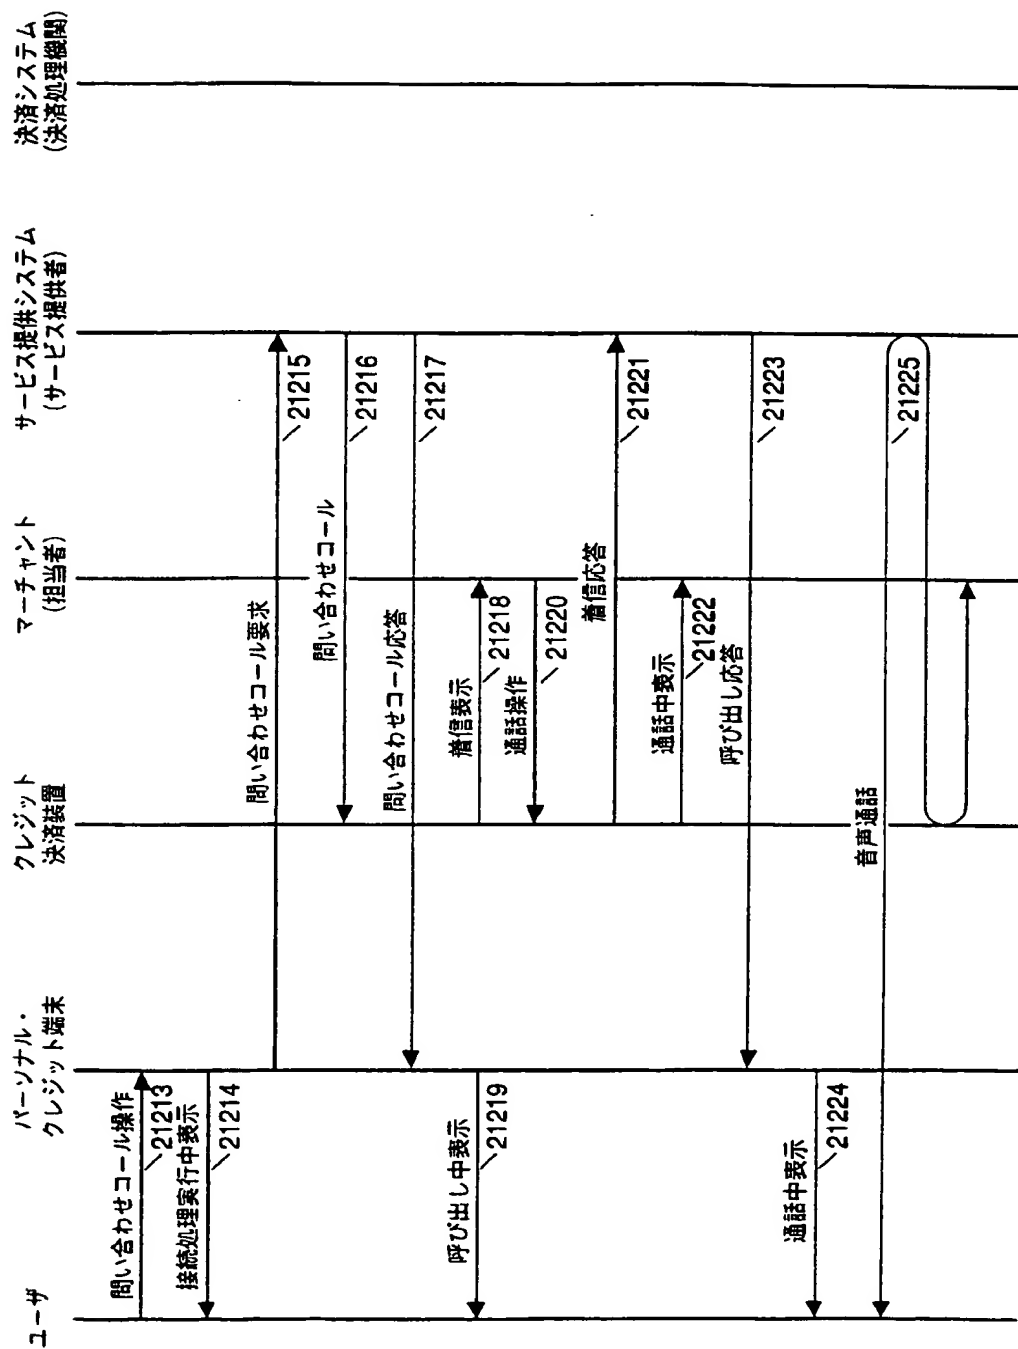 ユーザ
パーソナル・
クレジット端末
クレジット
決済装置
マーチャント
(担当者)
サービス提供システム
(サービス提供者)
決済システム
(決済処理機関)
問い合わせコール操作
21213
接続処理実行中表示
21214
問い合わせコール要求
21215
問い合わせコール
21216
問い合わせコール応答
21217
着信表示
21218
呼び出し中表示
21219
通話操作
21220
着信応答
21221
通話中表示
21222
呼び出し応答
21223
通話中表示
21224
音声通話
21225